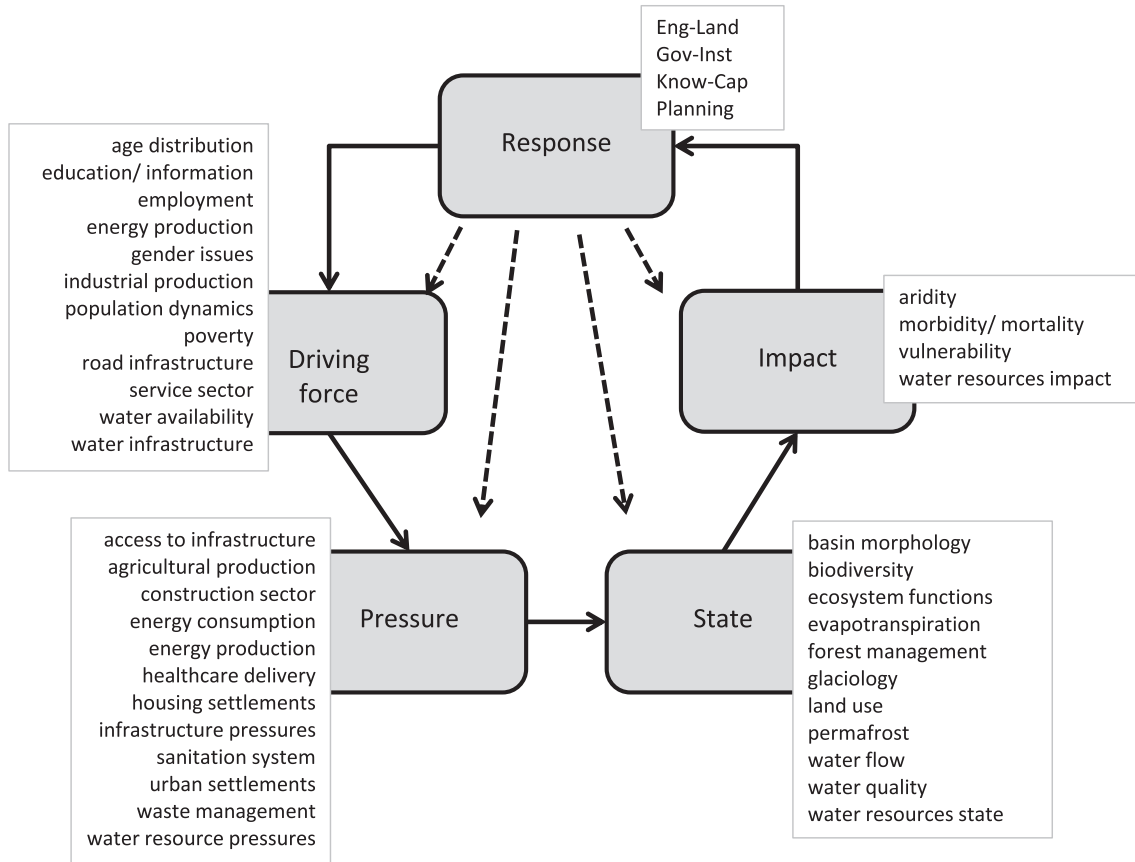 Eng-Land
Gov-Inst
Know-Cap
Planning
Response
age distribution
education/ information
employment
energy production
gender issues
industrial production
population dynamics
poverty
road infrastructure
service sector
water availability
water infrastructure
Driving
force
Impact
aridity
morbidity/ mortality
vulnerability
water resources impact
access to infrastructure
agricultural production
construction sector
energy consumption
energy production
healthcare delivery
housing settlements
infrastructure pressures
sanitation system
urban settlements
waste management
water resource pressures
Pressure
State
basin morphology
biodiversity
ecosystem functions
evapotranspiration
forest management
glaciology
land use
permafrost
water flow
water quality
water resources state